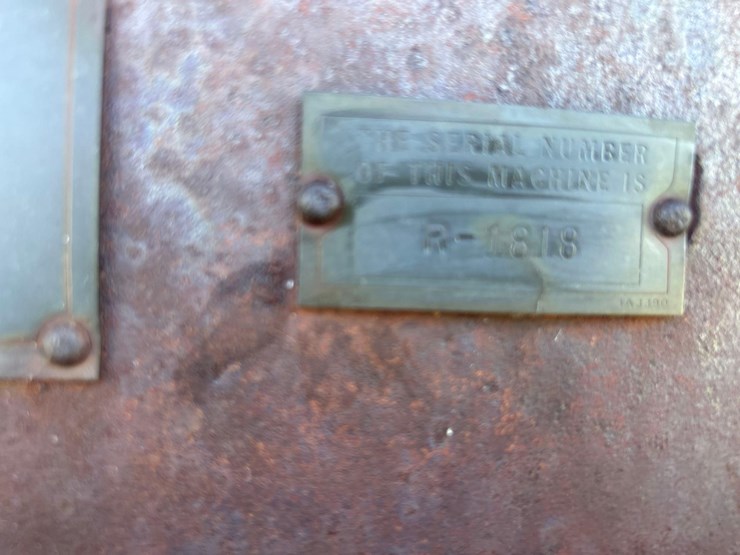 THE SERIAL NUMBER
OF THIS MACHINE IS
R-1818